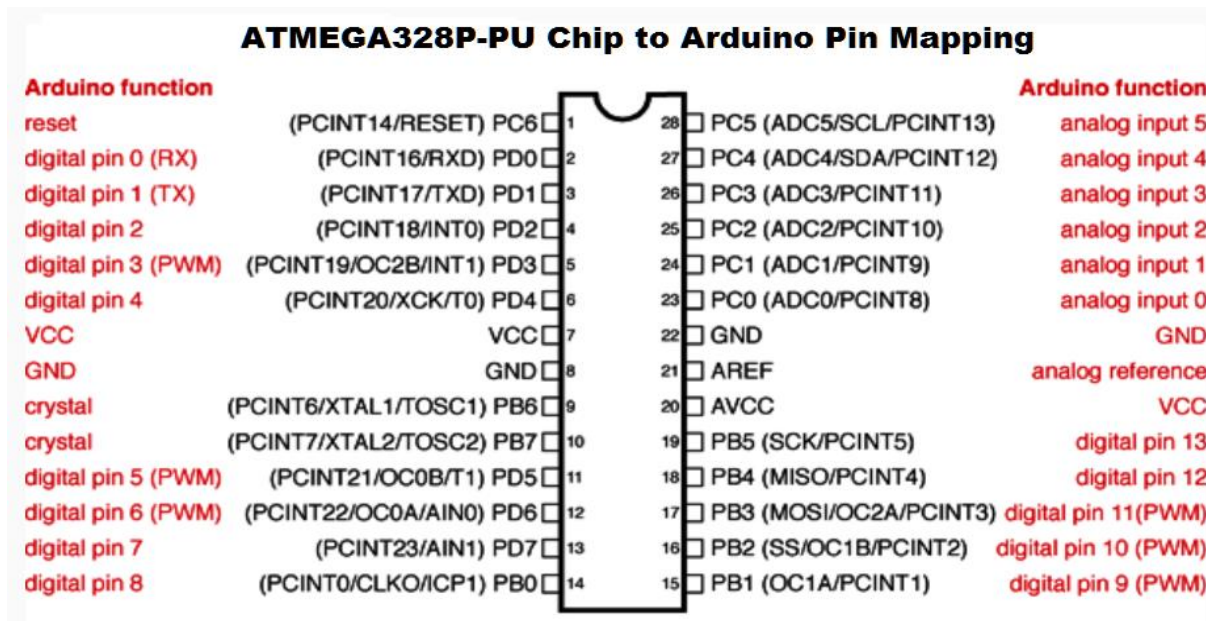 ATMEGA328P-PU Chip to Arduino Pin Mapping
Arduino function Arduino function
reset (PCINT14/RESET) PC6 1 28 PC5 (ADC5/SCL/PCINT13) analog input 5
digital pin 0 (RX) (PCINT16/RXD) PD0 2 27 PC4 (ADC4/SDA/PCINT12) analog input 4
digital pin 1 (TX) (PCINT17/TXD) PD1 3 26 PC3 (ADC3/PCINT11) analog input 3
digital pin 2 (PCINT18/INT0) PD2 4 25 PC2 (ADC2/PCINT10) analog input 2
digital pin 3 (PWM) (PCINT19/OC2B/INT1) PD3 5 24 PC1 (ADC1/PCINT9) analog input 1
digital pin 4 (PCINT20/XCK/T0) PD4 6 23 PC0 (ADC0/PCINT8) analog input 0
VCC VCC 7 22 GND GND
GND GND 8 21 AREF analog reference
crystal (PCINT6/XTAL1/TOSC1) PB6 9 20 AVCC VCC
crystal (PCINT7/XTAL2/TOSC2) PB7 10 19 PB5 (SCK/PCINT5) digital pin 13
digital pin 5 (PWM) (PCINT21/OC0B/T1) PD5 11 18 PB4 (MISO/PCINT4) digital pin 12
digital pin 6 (PWM) (PCINT22/OC0A/AIN0) PD6 12 17 PB3 (MOSI/OC2A/PCINT3) digital pin 11(PWM)
digital pin 7 (PCINT23/AIN1) PD7 13 16 PB2 (SS/OC1B/PCINT2) digital pin 10 (PWM)
digital pin 8 (PCINT0/CLKO/ICP1) PB0 14 15 PB1 (OC1A/PCINT1) digital pin 9 (PWM)